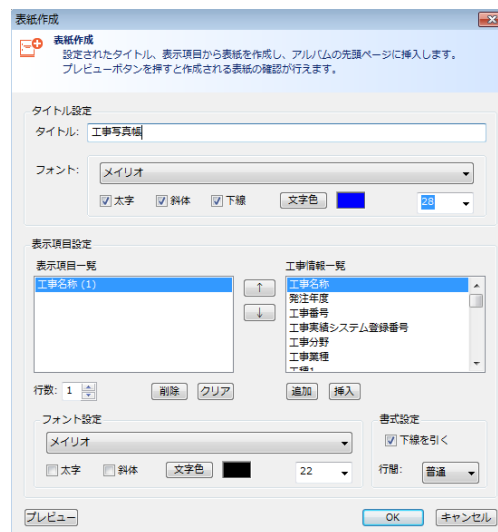 表紙作成
表紙作成
設定されたタイトル、表示項目から表紙を作成し、アルバムの先頭ページに挿入します。
プレビューボタンを押すと作成される表紙の確認が行えます。
タイトル設定
タイトル: 工事写真帳
フォント: メイリオ
太字 斜体 下線 文字色 28
表示項目設定
表示項目一覧 工事情報一覧
工事名称 (1) ↑ 工事名称
発注年度
↓ 工事番号
工事実績システム登録番号
工事分野
工事業種
工種1
行数: 1 削除 クリア 追加 挿入
フォント設定 書式設定
メイリオ 下線を引く
太字 斜体 文字色 22 行間: 普通
プレビュー OK キャンセル